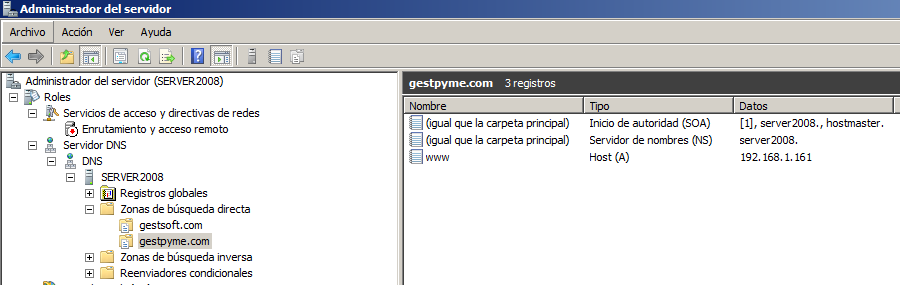 Administrador del servidor
Archivo Acción Ver Ayuda
Administrador del servidor (SERVER2008)
Roles
Servicios de acceso y directivas de redes
Enrutamiento y acceso remoto
Servidor DNS
DNS
SERVER2008
Registros globales
Zonas de búsqueda directa
gestsoft.com
gestpyme.com
Zonas de búsqueda inversa
Reenviadores condicionales
gestpyme.com 3 registros
Nombre Tipo Datos
(igual que la carpeta principal) Inicio de autoridad (SOA) [1], server2008., hostmaster.
(igual que la carpeta principal) Servidor de nombres (NS) server2008.
www Host (A) 192.168.1.161